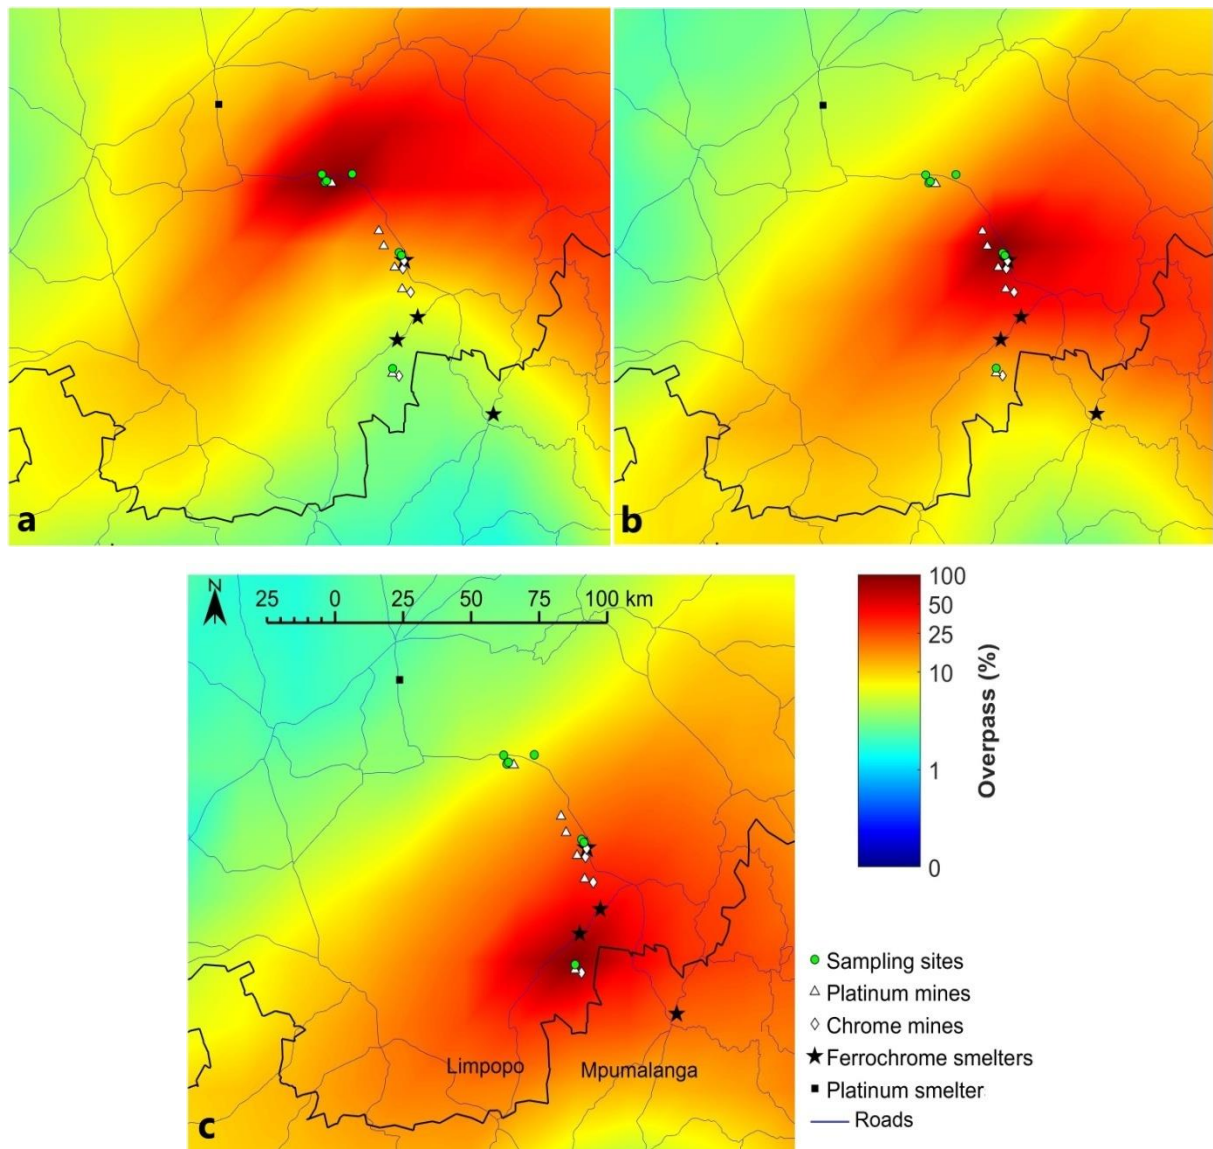 a
b
N
25 0 25 50 75 100 km
100
50
25
10
1
0
Overpass (%)
Sampling sites
Platinum mines
Chrome mines
Ferrochrome smelters
Platinum smelter
Roads
Limpopo
Mpumalanga
c